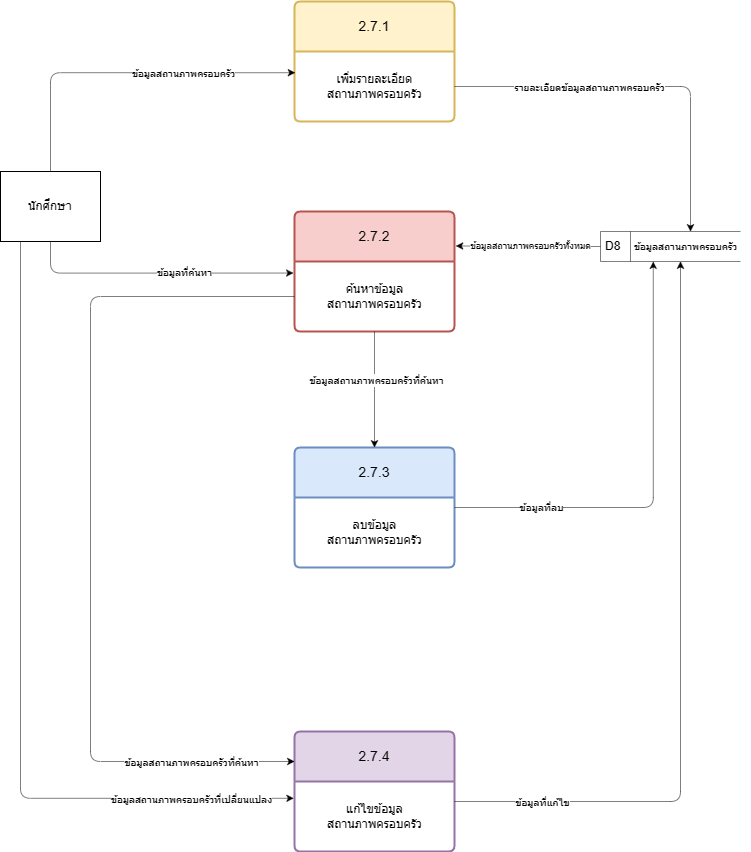 2.7.1
เพิ่มรายละเอียด
สถานภาพครอบครัว
ข้อมูลสถานภาพครอบครัว
รายละเอียดข้อมูลสถานภาพครอบครัว
นักศึกษา
2.7.2
ค้นหาข้อมูล
สถานภาพครอบครัว
ข้อมูลสถานภาพครอบครัวทั้งหมด
D8 ข้อมูลสถานภาพครอบครัว
ข้อมูลที่ค้นหา
ข้อมูลสถานภาพครอบครัวที่ค้นหา
2.7.3
ลบข้อมูล
สถานภาพครอบครัว
ข้อมูลที่ลบ
2.7.4
แก้ไขข้อมูล
สถานภาพครอบครัว
ข้อมูลสถานภาพครอบครัวที่ค้นหา
ข้อมูลสถานภาพครอบครัวที่เปลี่ยนแปลง
ข้อมูลที่แก้ไข